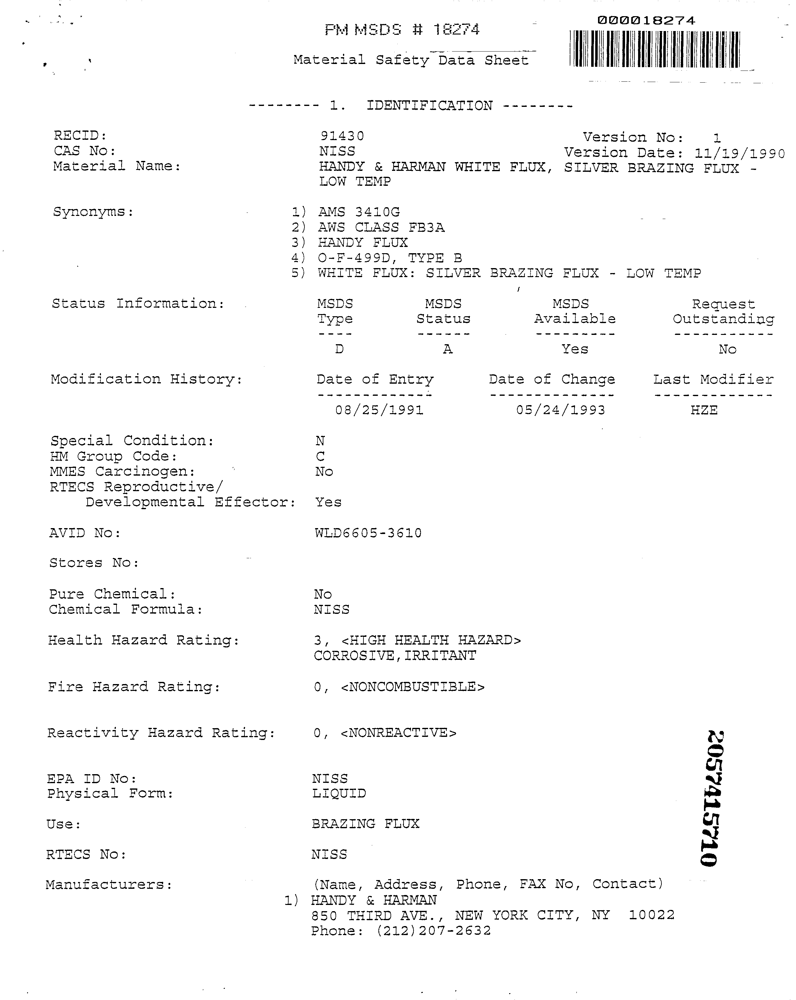 PM MSDS # 18274
000018274
Material Safety Data Sheet
-------- 1. IDENTIFICATION --------
RECID: 91430 Version No: 1
CAS No: NISS Version Date: 11/19/1990
Material Name: HANDY & HARMAN WHITE FLUX, SILVER BRAZING FLUX -
LOW TEMP
Synonyms: 1) AMS 3410G
2) AWS CLASS FB3A
3) HANDY FLUX
4) O-F-499D, TYPE B
5) WHITE FLUX: SILVER BRAZING FLUX - LOW TEMP
Status Information: MSDS MSDS MSDS Request
Type Status Available Outstanding
---- ------ --------- -----------
D A Yes No
Modification History: Date of Entry Date of Change Last Modifier
------------- -------------- -------------
08/25/1991 05/24/1993 HZE
Special Condition: N
HM Group Code: C
MMES Carcinogen: No
RTECS Reproductive/
Developmental Effector: Yes
AVID No: WLD6605-3610
Stores No:
Pure Chemical: No
Chemical Formula: NISS
Health Hazard Rating: 3, <HIGH HEALTH HAZARD>
CORROSIVE,IRRITANT
Fire Hazard Rating: 0, <NONCOMBUSTIBLE>
Reactivity Hazard Rating: 0, <NONREACTIVE>
EPA ID No: NISS
Physical Form: LIQUID
Use: BRAZING FLUX
RTECS No: NISS
Manufacturers: (Name, Address, Phone, FAX No, Contact)
1) HANDY & HARMAN
850 THIRD AVE., NEW YORK CITY, NY 10022
Phone: (212)207-2632
2057415710